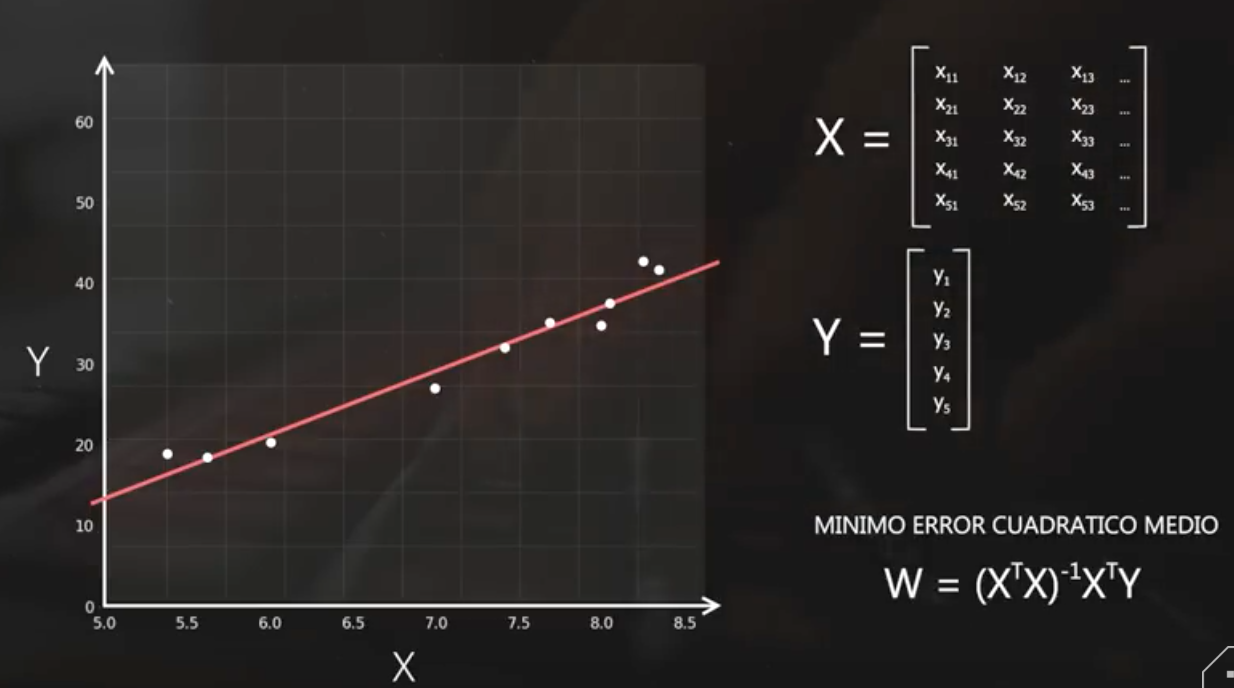 60
50
40
30
20
10
0
Y
5.0 5.5 6.0 6.5 7.0 7.5 8.0 8.5
X
X =
x₁₁ x₁₂ x₁₃ ...
x₂₁ x₂₂ x₂₃ ...
x₃₁ x₃₂ x₃₃ ...
x₄₁ x₄₂ x₄₃ ...
x₅₁ x₅₂ x₅₃ ...
Y =
y₁
y₂
y₃
y₄
y₅
MINIMO ERROR CUADRATICO MEDIO
W = (XᵀX)⁻¹XᵀY